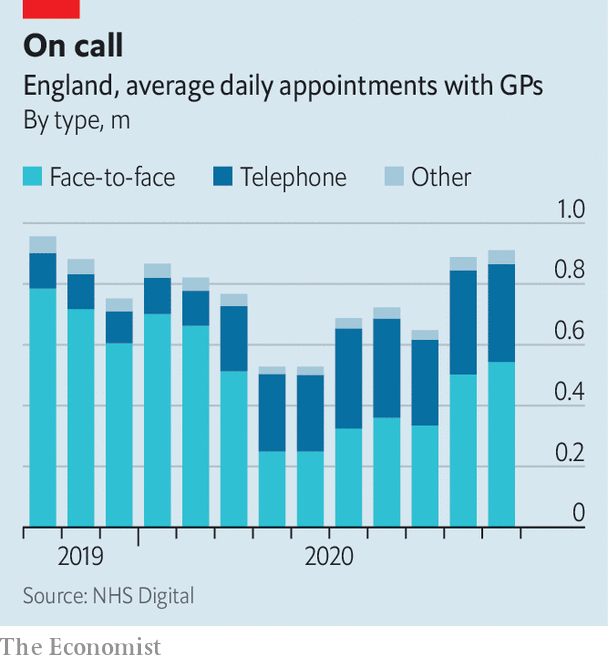 On call
England, average daily appointments with GPs
By type, m
Face-to-face Telephone Other
1.0
0.8
0.6
0.4
0.2
0
2019 2020
Source: NHS Digital
The Economist